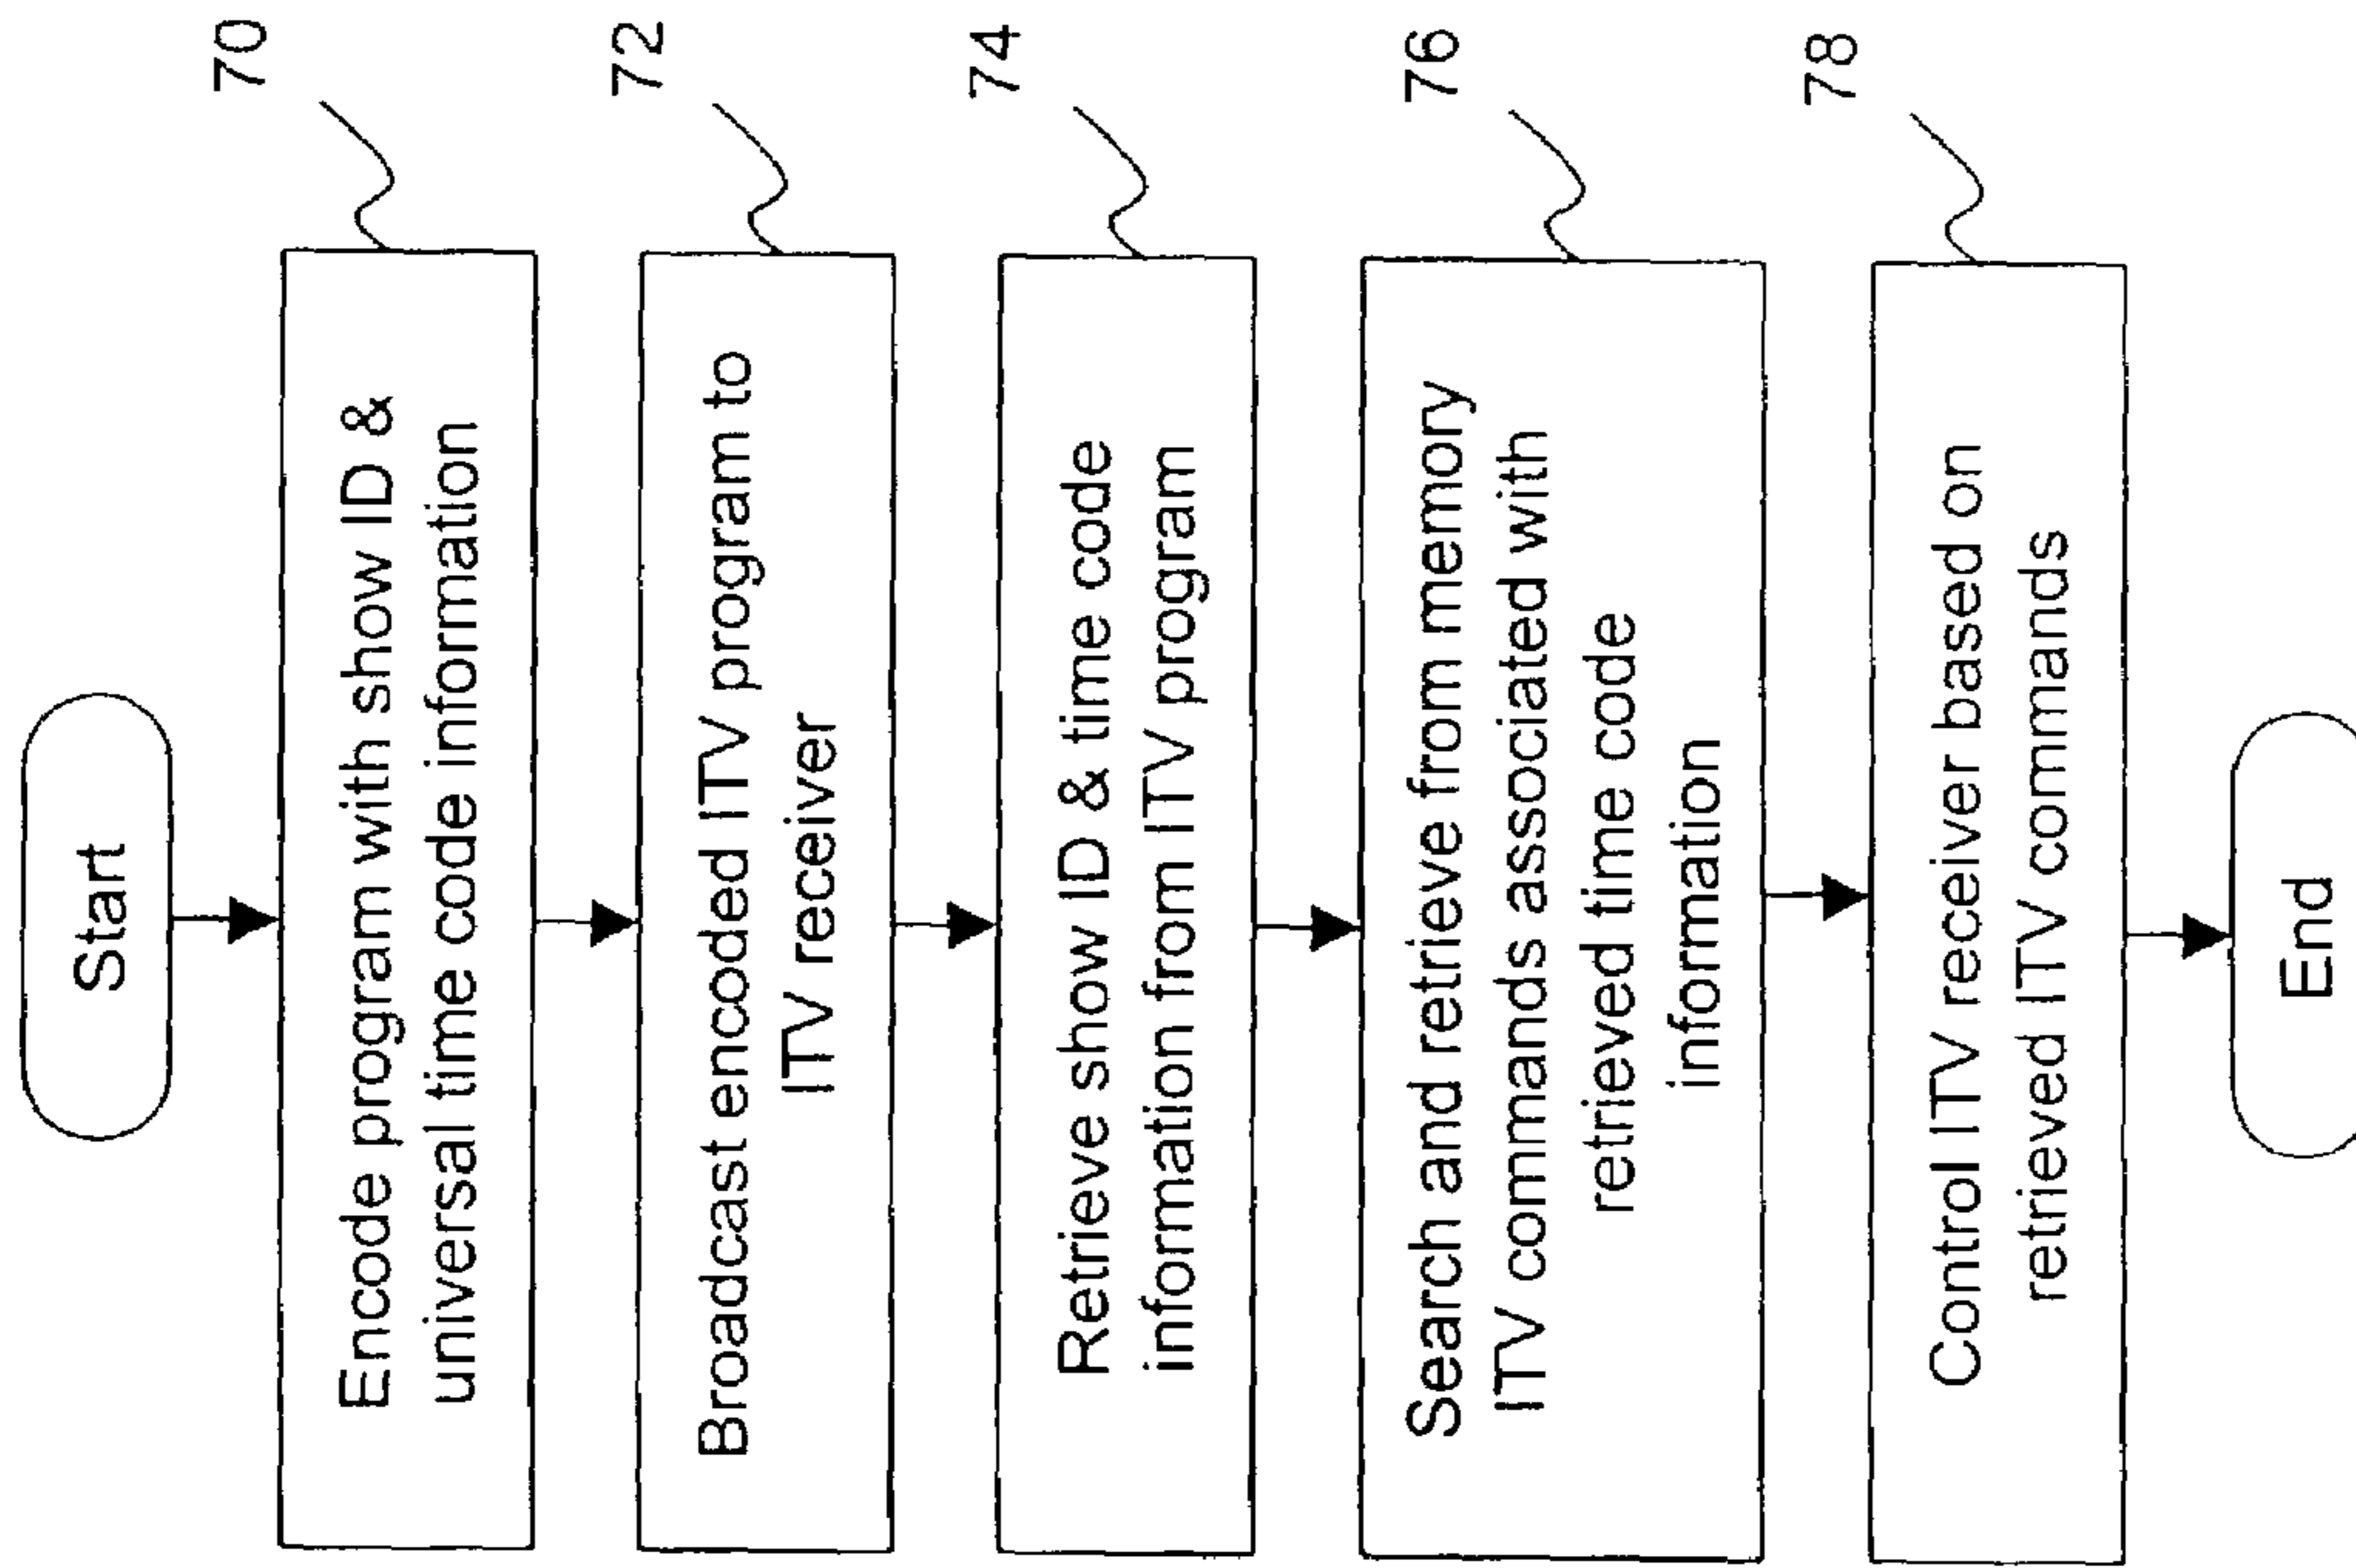 Start
70
Encode program with show ID &
universal time code information
72
Broadcast encoded ITV program to
ITV receiver
74
Retrieve show ID & time code
information from ITV program
76
Search and retrieve from memory
ITV commands associated with
retrieved time code
information
78
Control ITV receiver based on
retrieved ITV commands
End